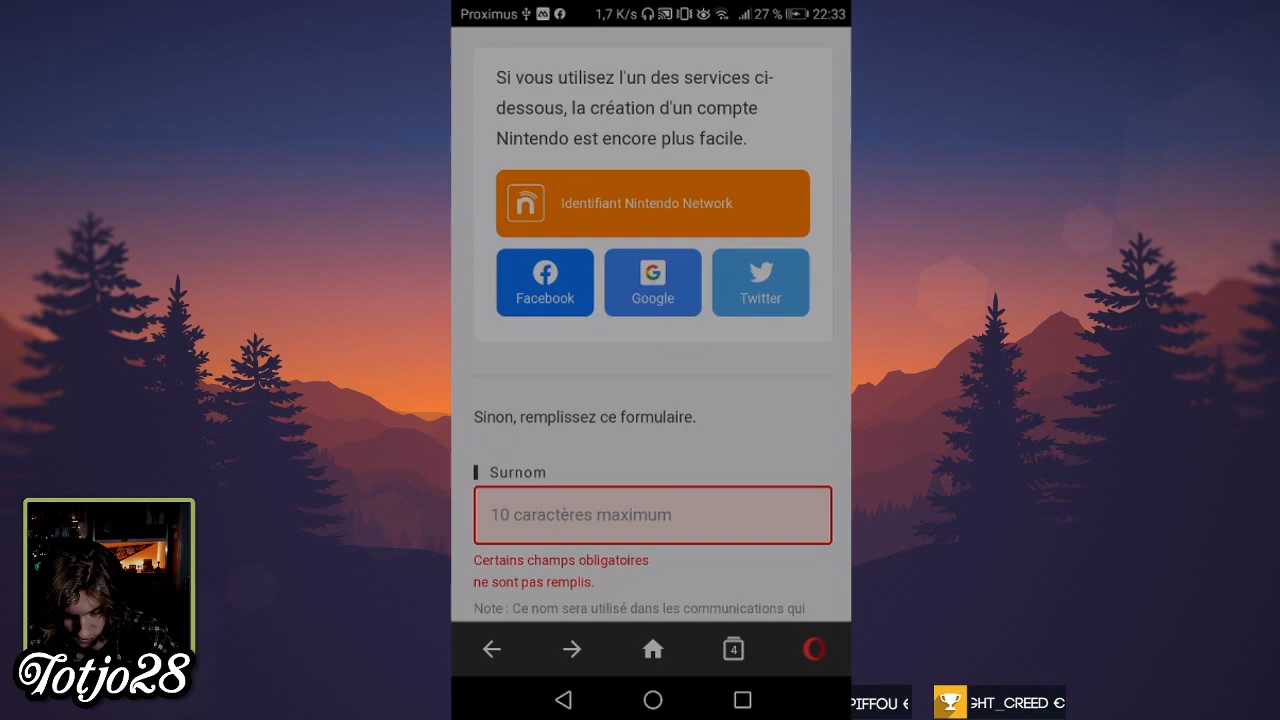 Proximus 1,7 K/s 27 % 22:33
Si vous utilisez l'un des services ci-
dessous, la création d'un compte
Nintendo est encore plus facile.
Identifiant Nintendo Network
Facebook Google Twitter
Sinon, remplissez ce formulaire.
Surnom
10 caractères maximum
Certains champs obligatoires
ne sont pas remplis.
Note : Ce nom sera utilisé dans les communications qui
4
Totjo28
PIFFOU € GHT_CREED €